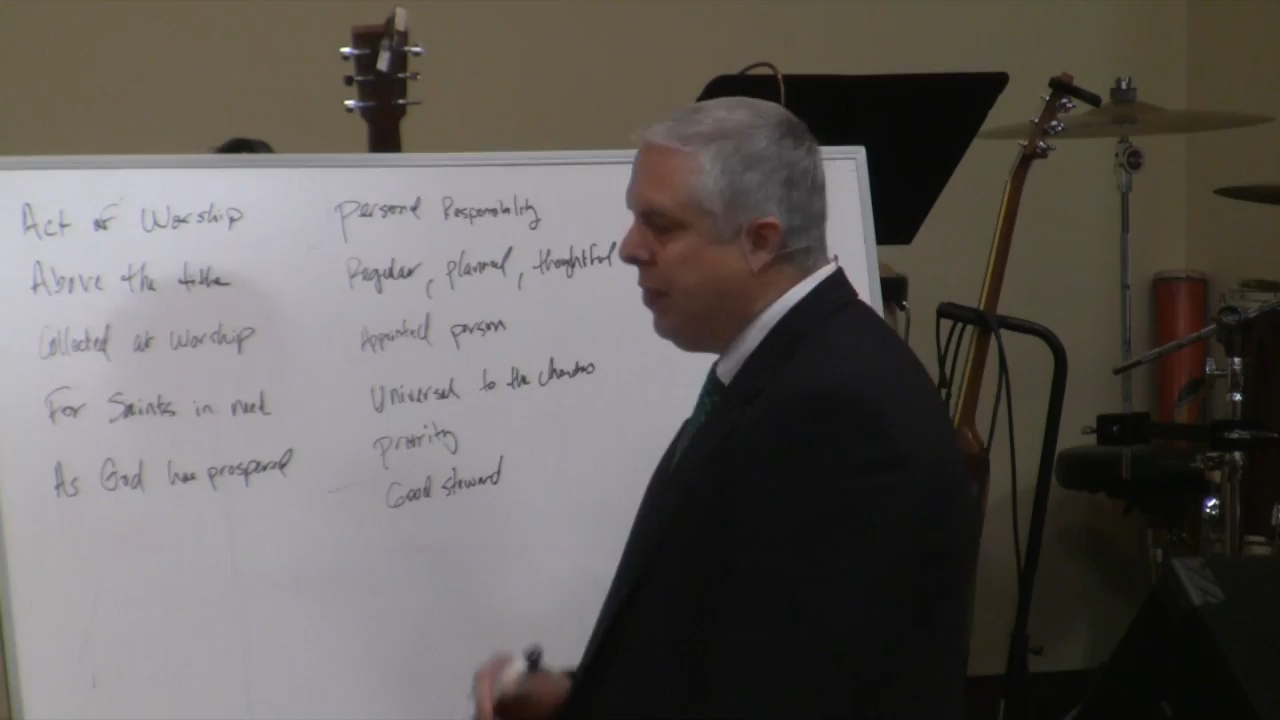 Act of Worship
Above the tithe
Collected at Worship
For Saints in need
As God has prospered
Personal Responsibility
Regular, planned, thoughtful
Appointed person
Universal to the churches
priority
Good steward